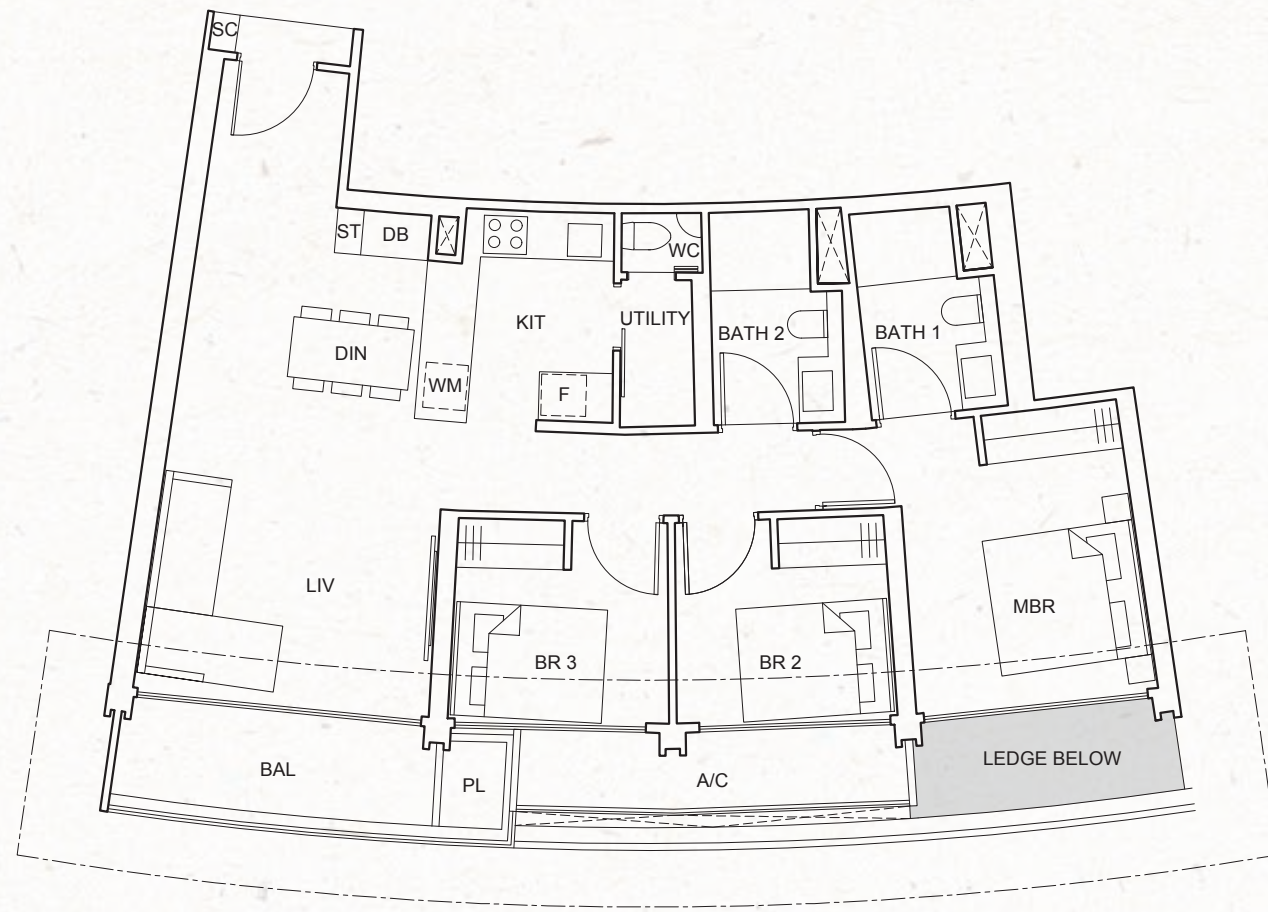 SC
ST
DB
WC
KIT
UTILITY
BATH 2
BATH 1
DIN
WM
F
LIV
BR 3
BR 2
MBR
BAL
PL
A/C
LEDGE BELOW